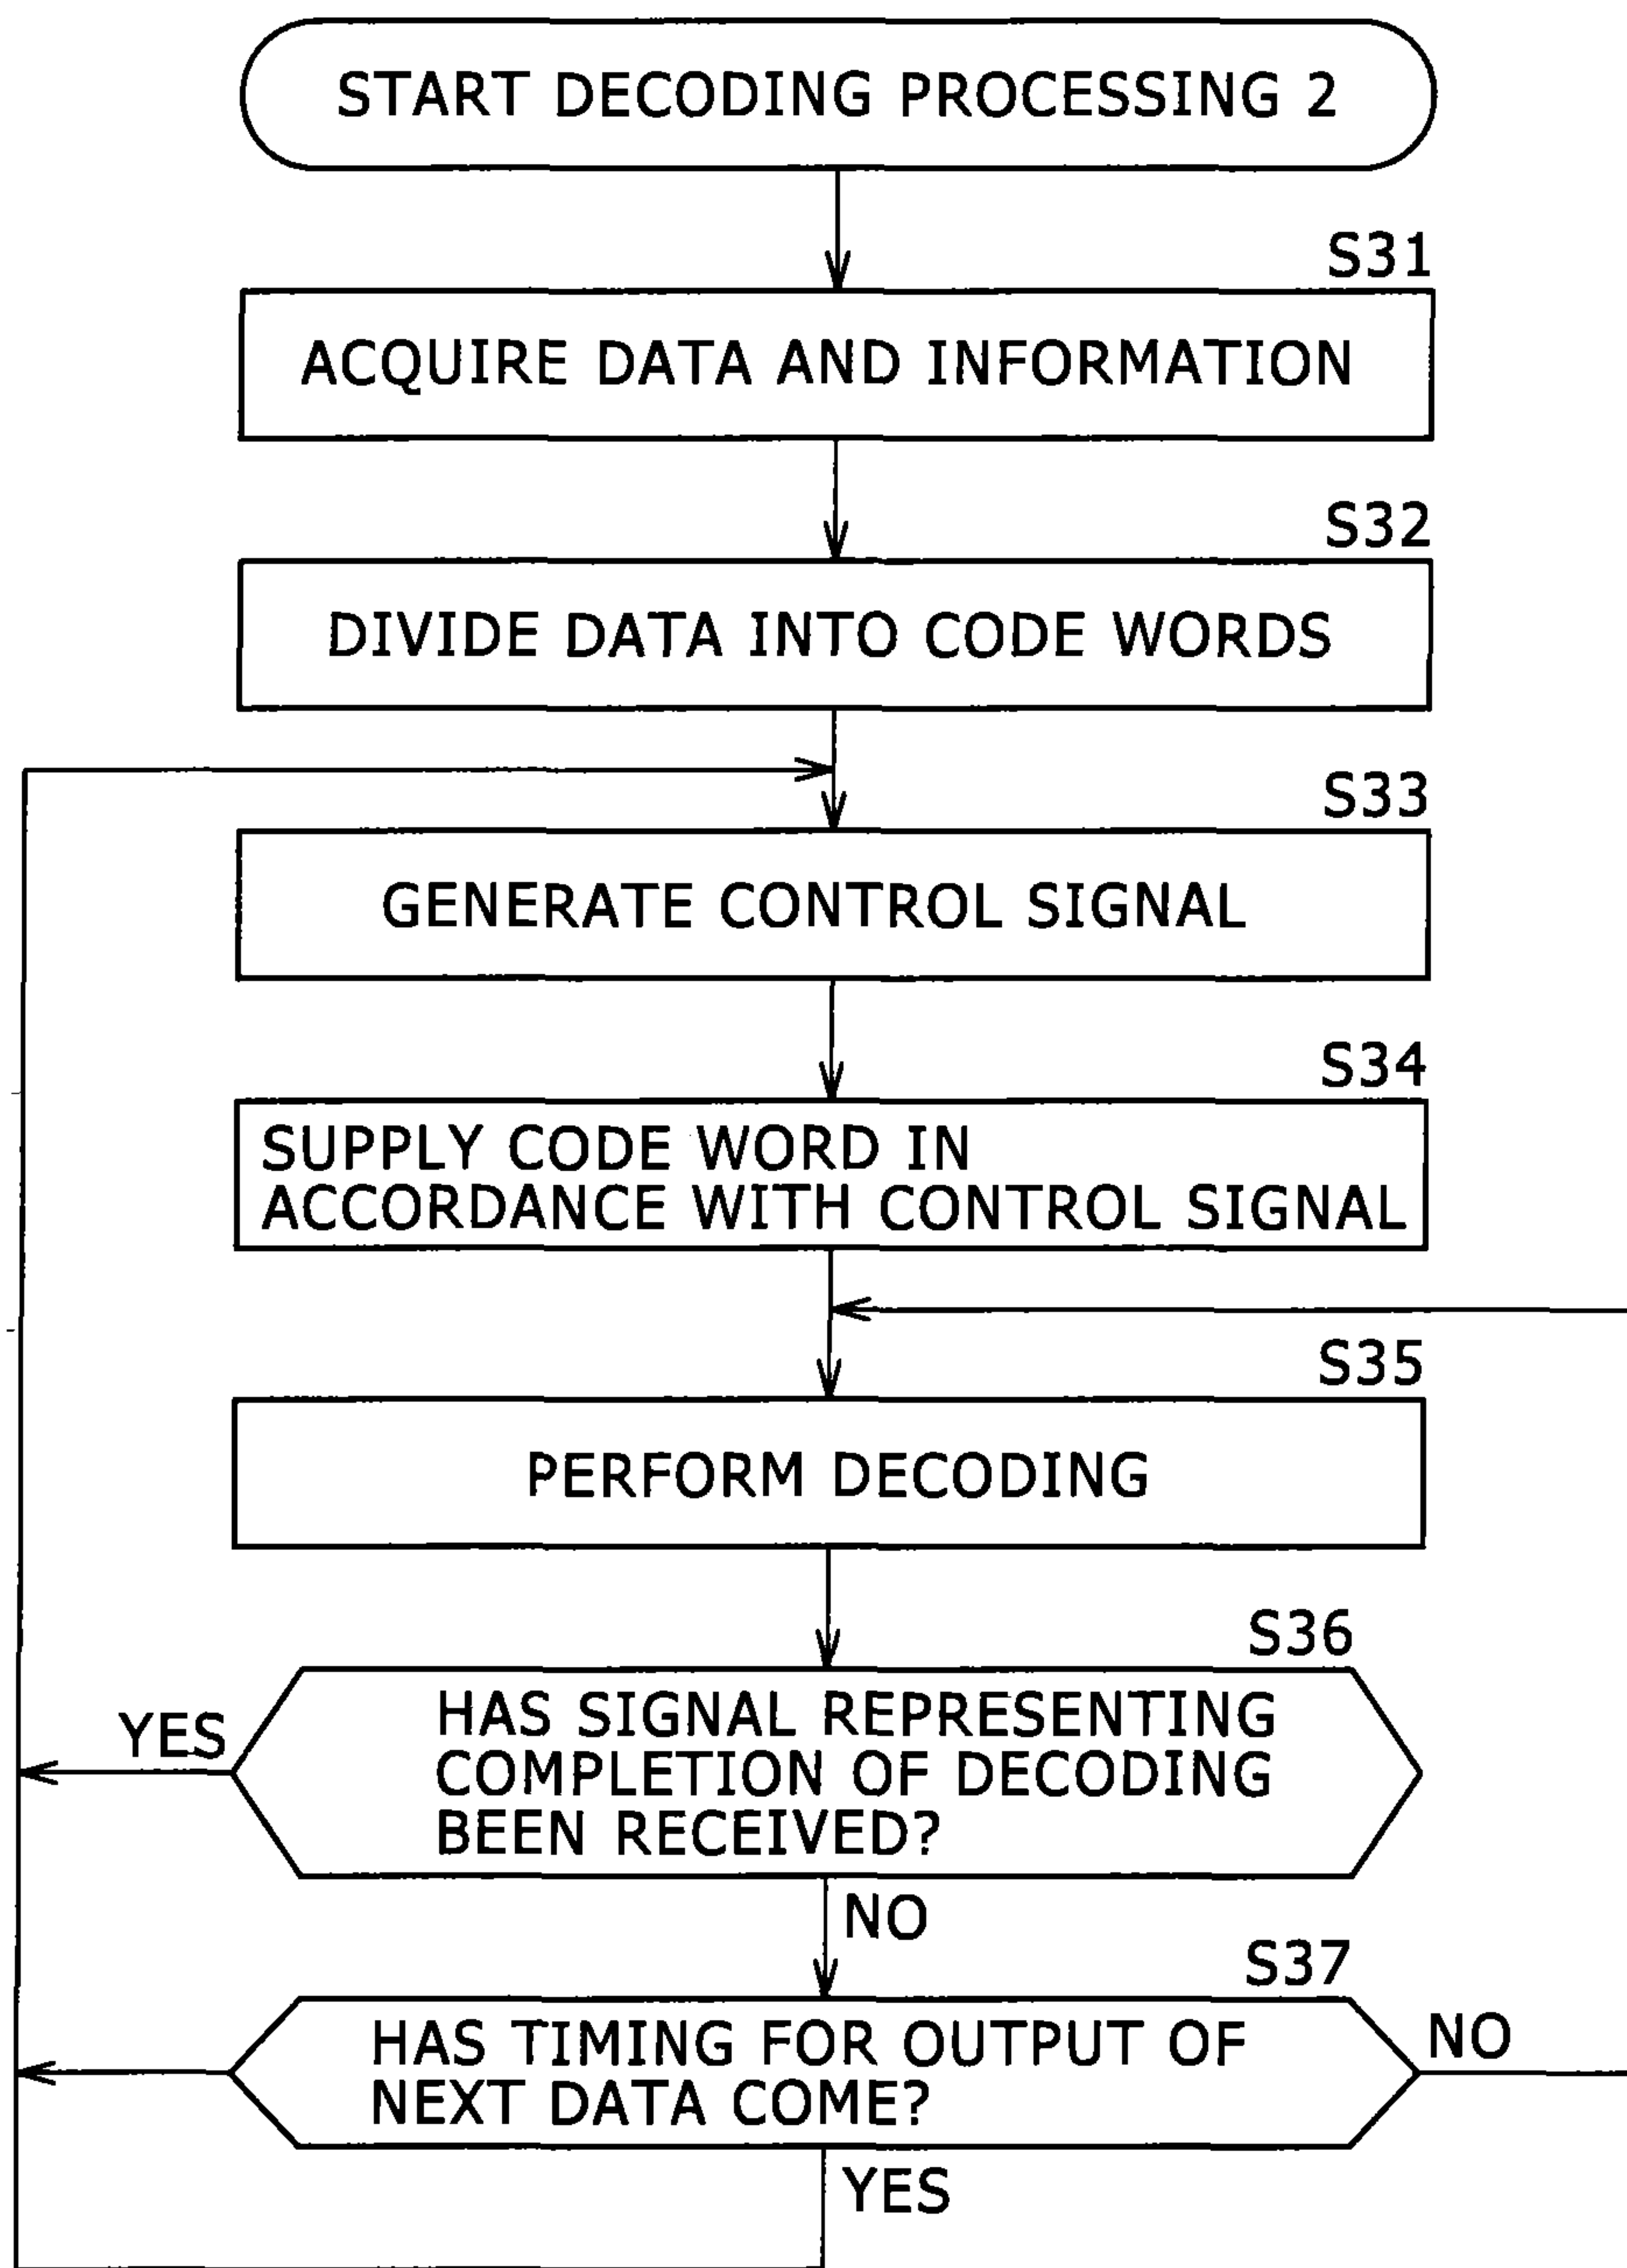 START DECODING PROCESSING 2
S31
ACQUIRE DATA AND INFORMATION
S32
DIVIDE DATA INTO CODE WORDS
S33
GENERATE CONTROL SIGNAL
S34
SUPPLY CODE WORD IN
ACCORDANCE WITH CONTROL SIGNAL
S35
PERFORM DECODING
S36
YES
HAS SIGNAL REPRESENTING
COMPLETION OF DECODING
BEEN RECEIVED?
NO
S37
HAS TIMING FOR OUTPUT OF
NEXT DATA COME?
NO
YES